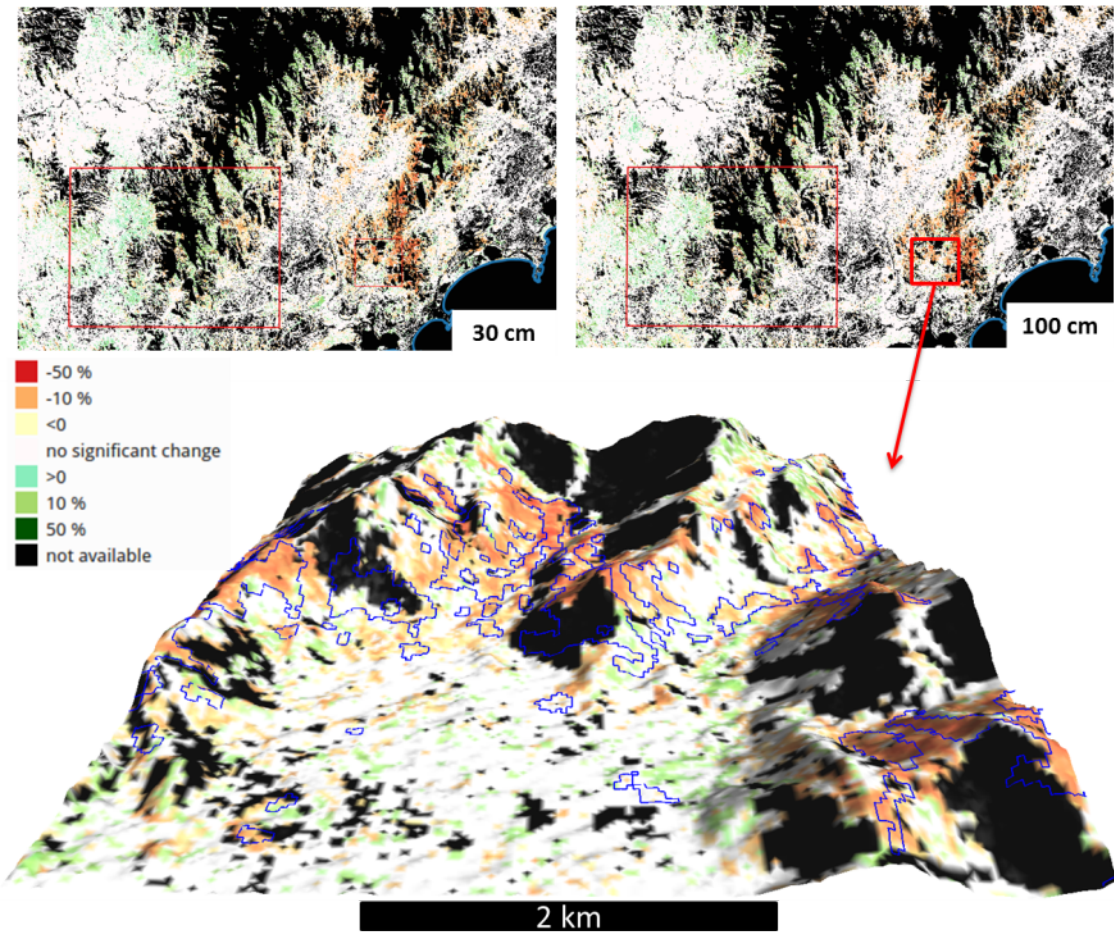 30 cm
100 cm
-50 %
-10 %
<0
no significant change
>0
10 %
50 %
not available
2 km